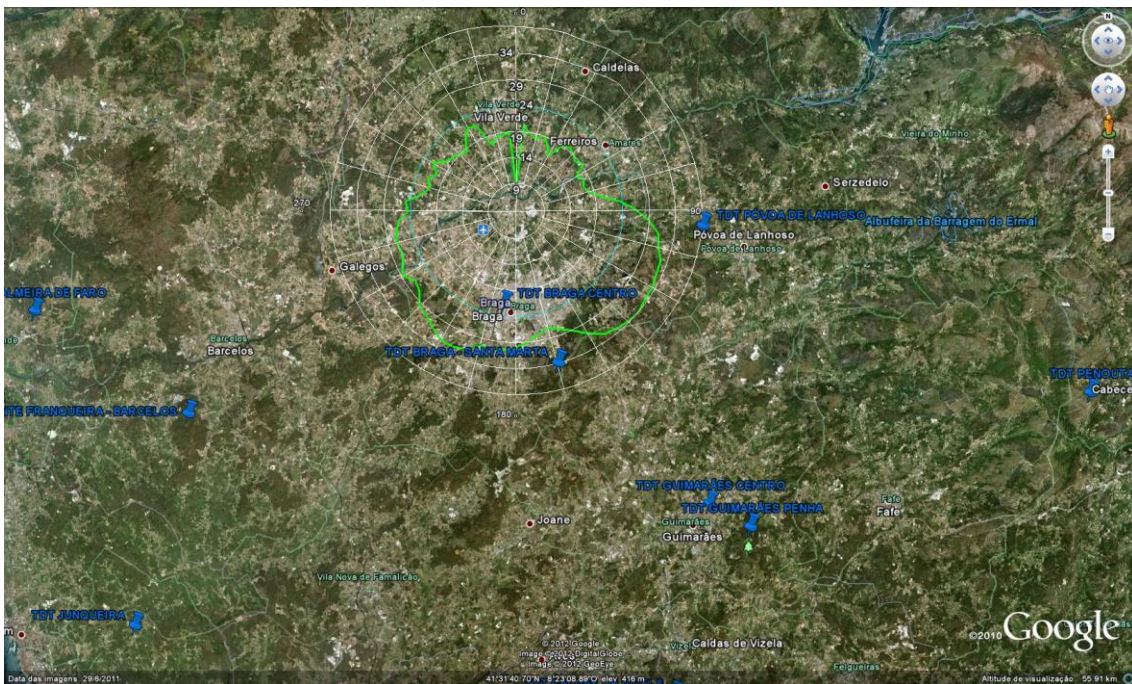 0
N
34
Caldelas
29
Vila Verde
24
Vila Verde
19
Ferreiros
Amares
Vieira do Minho
14
9
Serzedelo
270
90
TDT PÓVOA DE LANHOSO
Albufeira da Barragem do Ermal
Póvoa de Lanhoso
Póvoa de Lanhoso
Galegos
ALMEIRA DE FARO
TDT BRAGA CENTRO
Braga
Braga
Braga
Barcelos
Barcelos
TDT BRAGA - SANTA MARTA
TDT PENOUTA
Cabece
NTE FRANQUEIRA - BARCELOS
180
TDT GUIMARÃES CENTRO
TDT GUIMARÃES PENHA
Fafe
Fafe
Joane
Guimarães
Guimarães
Vila Nova de Famalicão
TDT JUNQUEIRA
©2010 Google
© 2012 Google
Image © 2012 DigitalGlobe
Image © 2012 GeoEye
Caldas de Vizela
Felgueiras
Data das imagens: 29/6/2011
41°31'40.70"N 8°23'08.89"O elev 416 m
Altitude de visualização 55.91 km